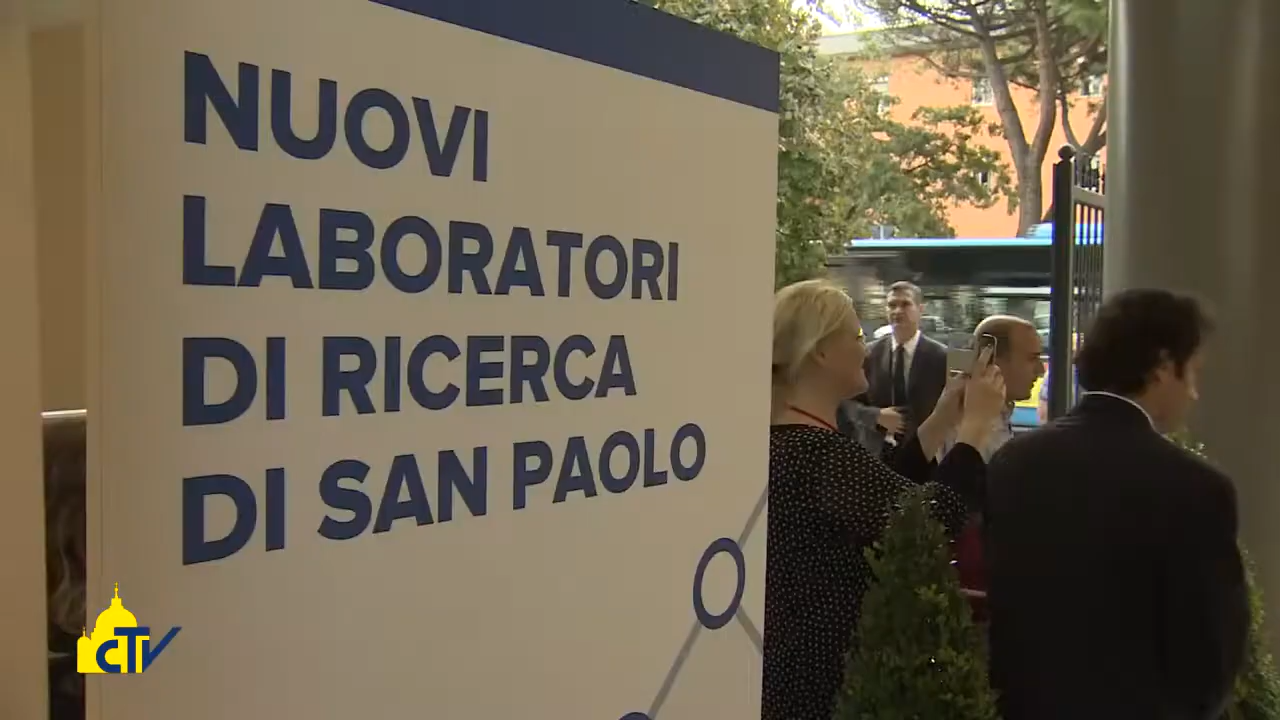 NUOVI
LABORATORI
DI RICERCA
DI SAN PAOLO
CTV